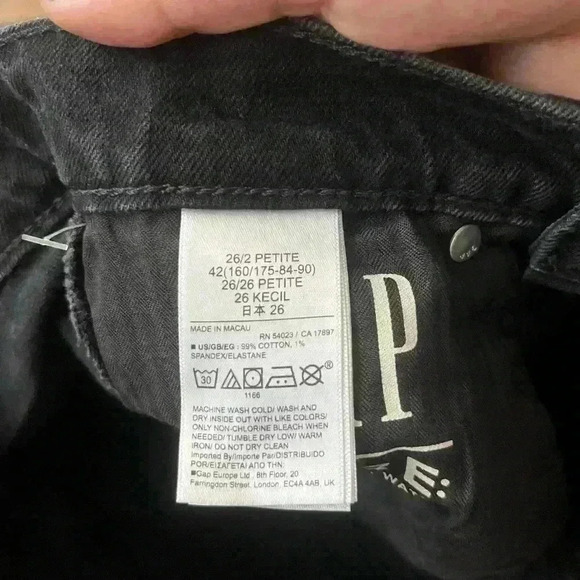 26/2 PETITE
42(160/175-84-90)
26/26 PETITE
26 KECIL
日本 26
MADE IN MACAU
RN 54023 / CA 17897
■ US/GB/EG : 99% COTTON, 1%
SPANDEX/ELASTANE
30
1166
MACHINE WASH COLD/ WASH AND
DRY INSIDE OUT WITH LIKE COLORS/
ONLY NON-CHLORINE BLEACH WHEN
NEEDED/ TUMBLE DRY LOW/ WARM
IRON/ DO NOT DRY CLEAN
Imported By/Importe Par/DISTRIBUIDO
POR/ΕΙΣΑΓΕΤΑΙ ΑΠΟ ΤΗΝ:
■Gap Europe Ltd., 8th Floor, 20
Farringdon Street, London, EC4A 4AB, UK
P